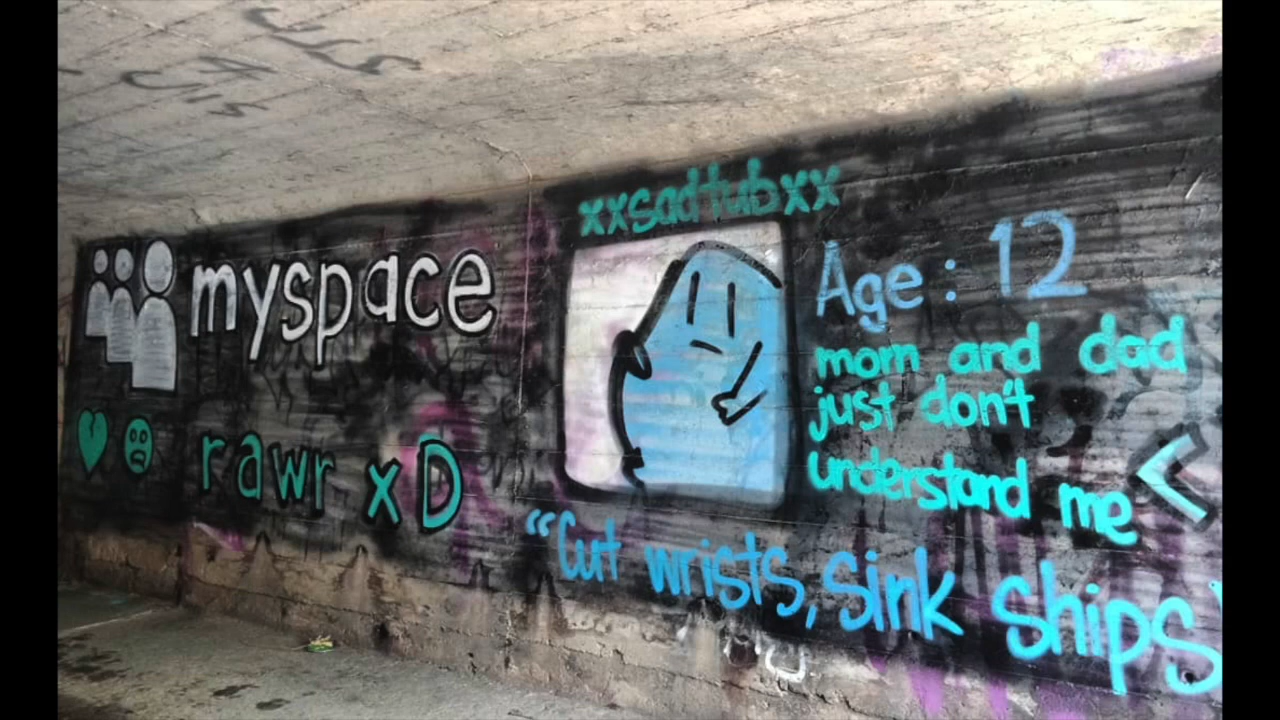 myspace
rawr xD
xxsadtubxx
Age: 12
mom and dad
just don't
understand me
"Cut wrists, sink ships"